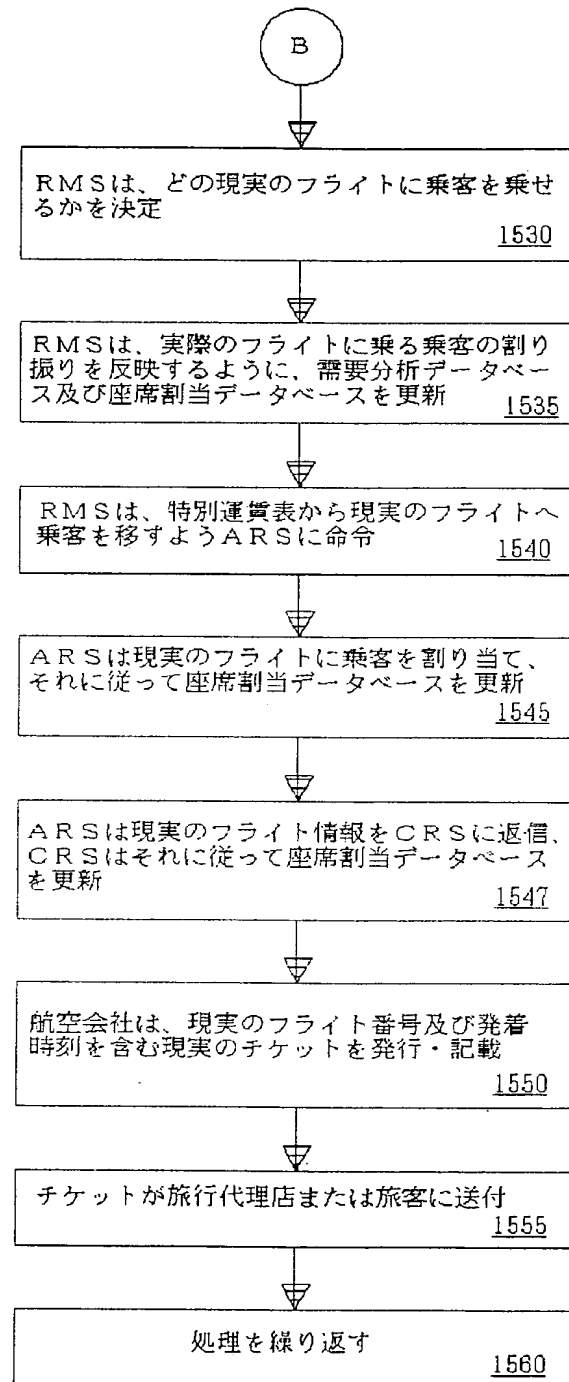 B
RMSは、どの現実のフライトに乗客を乗せ
るかを決定
1530
RMSは、実際のフライトに乗る乗客の割り
振りを反映するように、需要分析データベー
ス及び座席割当データベースを更新
1535
RMSは、特別運賃表から現実のフライトへ
乗客を移すようARSに命令
1540
ARSは現実のフライトに乗客を割り当て、
それに従って座席割当データベースを更新
1545
ARSは現実のフライト情報をCRSに返信、
CRSはそれに従って座席割当データベース
を更新
1547
航空会社は、現実のフライト番号及び発着
時刻を含む現実のチケットを発行・記載
1550
チケットが旅行代理店または旅客に送付
1555
処理を繰り返す
1560